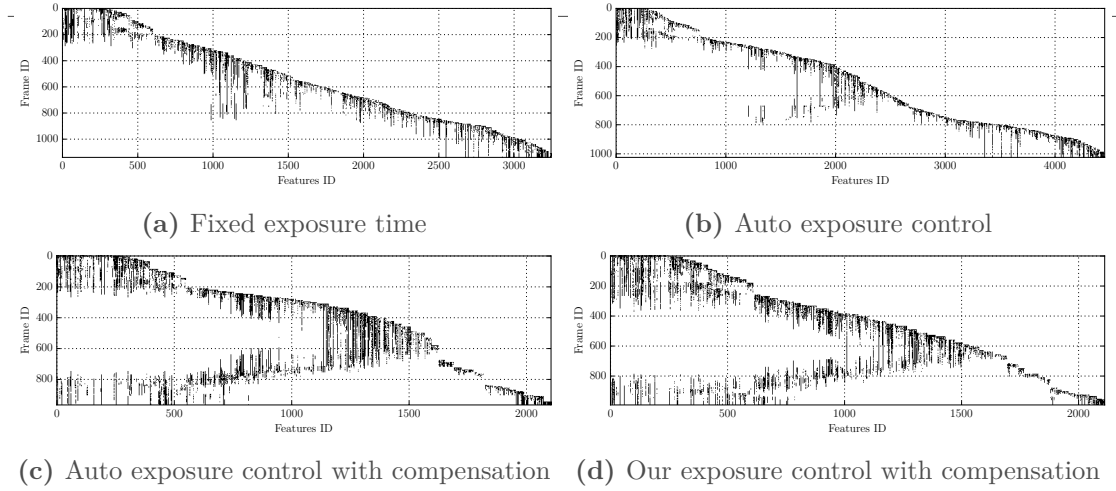 0
200
400
600
800
1000
Frame ID
0 500 1000 1500 2000 2500 3000
Features ID
(a) Fixed exposure time
0
200
400
600
800
1000
Frame ID
0 1000 2000 3000 4000
Features ID
(b) Auto exposure control
0
200
400
600
800
Frame ID
0 500 1000 1500 2000
Features ID
(c) Auto exposure control with compensation
0
200
400
600
800
Frame ID
0 500 1000 1500 2000
Features ID
(d) Our exposure control with compensation